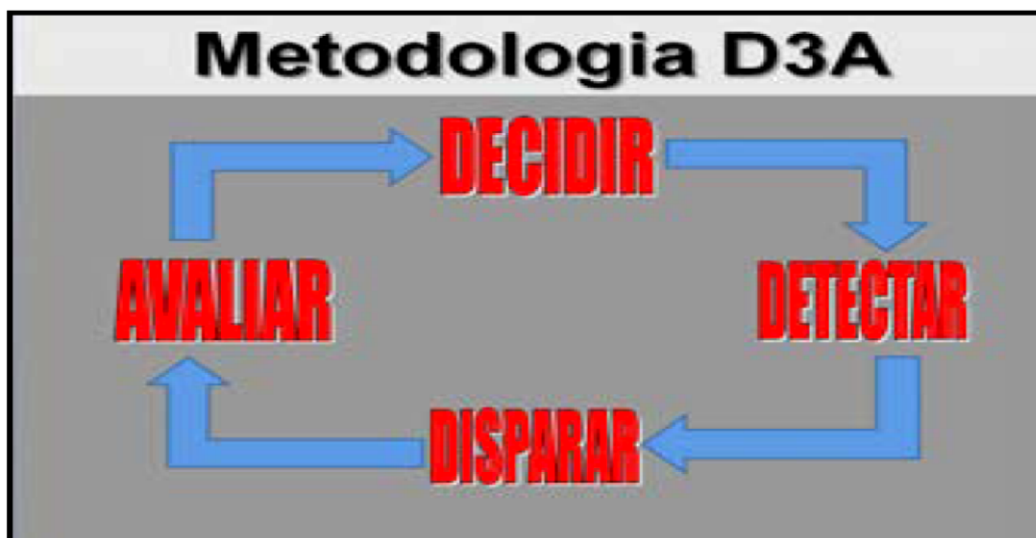 Metodologia D3A
DECIDIR
AVALIAR
DETECTAR
DISPARAR